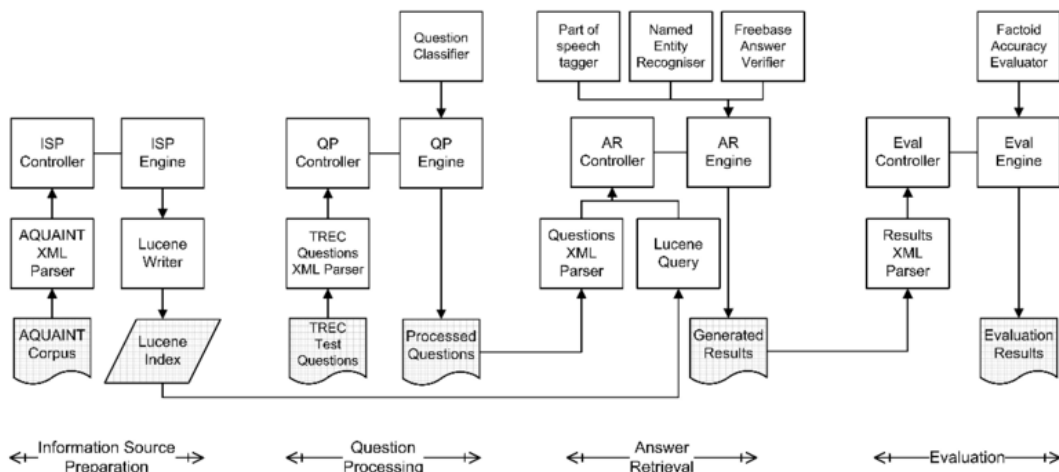 Question
Classifier
Part of
speech
tagger
Named
Entity
Recogniser
Freebase
Answer
Verifier
Factoid
Accuracy
Evaluator
ISP
Controller
ISP
Engine
QP
Controller
QP
Engine
AR
Controller
AR
Engine
Eval
Controller
Eval
Engine
AQUAINT
XML
Parser
Lucene
Writer
TREC
Questions
XML Parser
Questions
XML
Parser
Lucene
Query
Results
XML
Parser
AQUAINT
Corpus
Lucene
Index
TREC
Test
Questions
Processed
Questions
Generated
Results
Evaluation
Results
Information Source
Preparation
Question
Processing
Answer
Retrieval
Evaluation